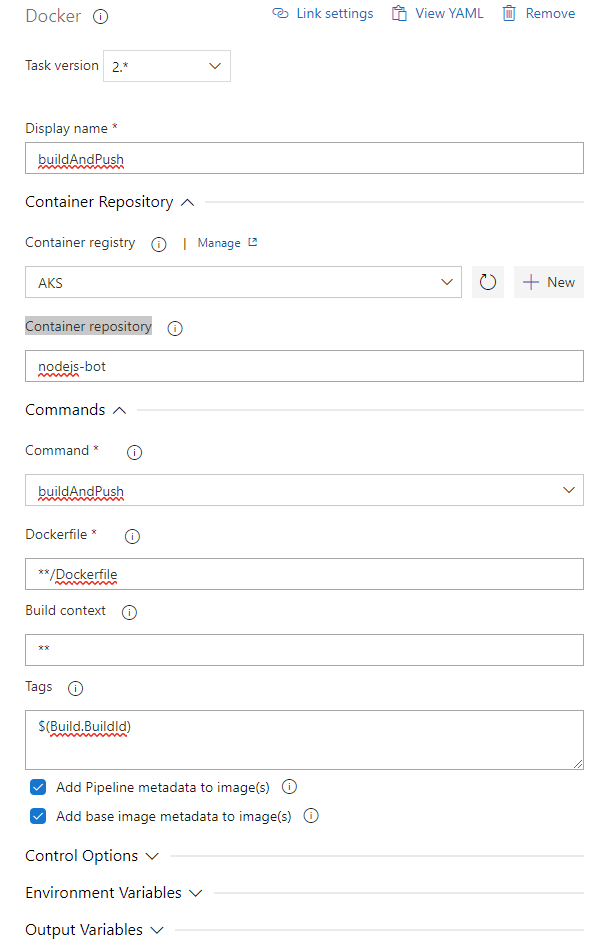 Docker
Link settings View YAML Remove
Task version 2.*
Display name *
buildAndPush
Container Repository
Container registry | Manage
AKS
New
Container repository
nodejs-bot
Commands
Command *
buildAndPush
Dockerfile *
**/Dockerfile
Build context
**
Tags
$(Build.BuildId)
Add Pipeline metadata to image(s)
Add base image metadata to image(s)
Control Options
Environment Variables
Output Variables